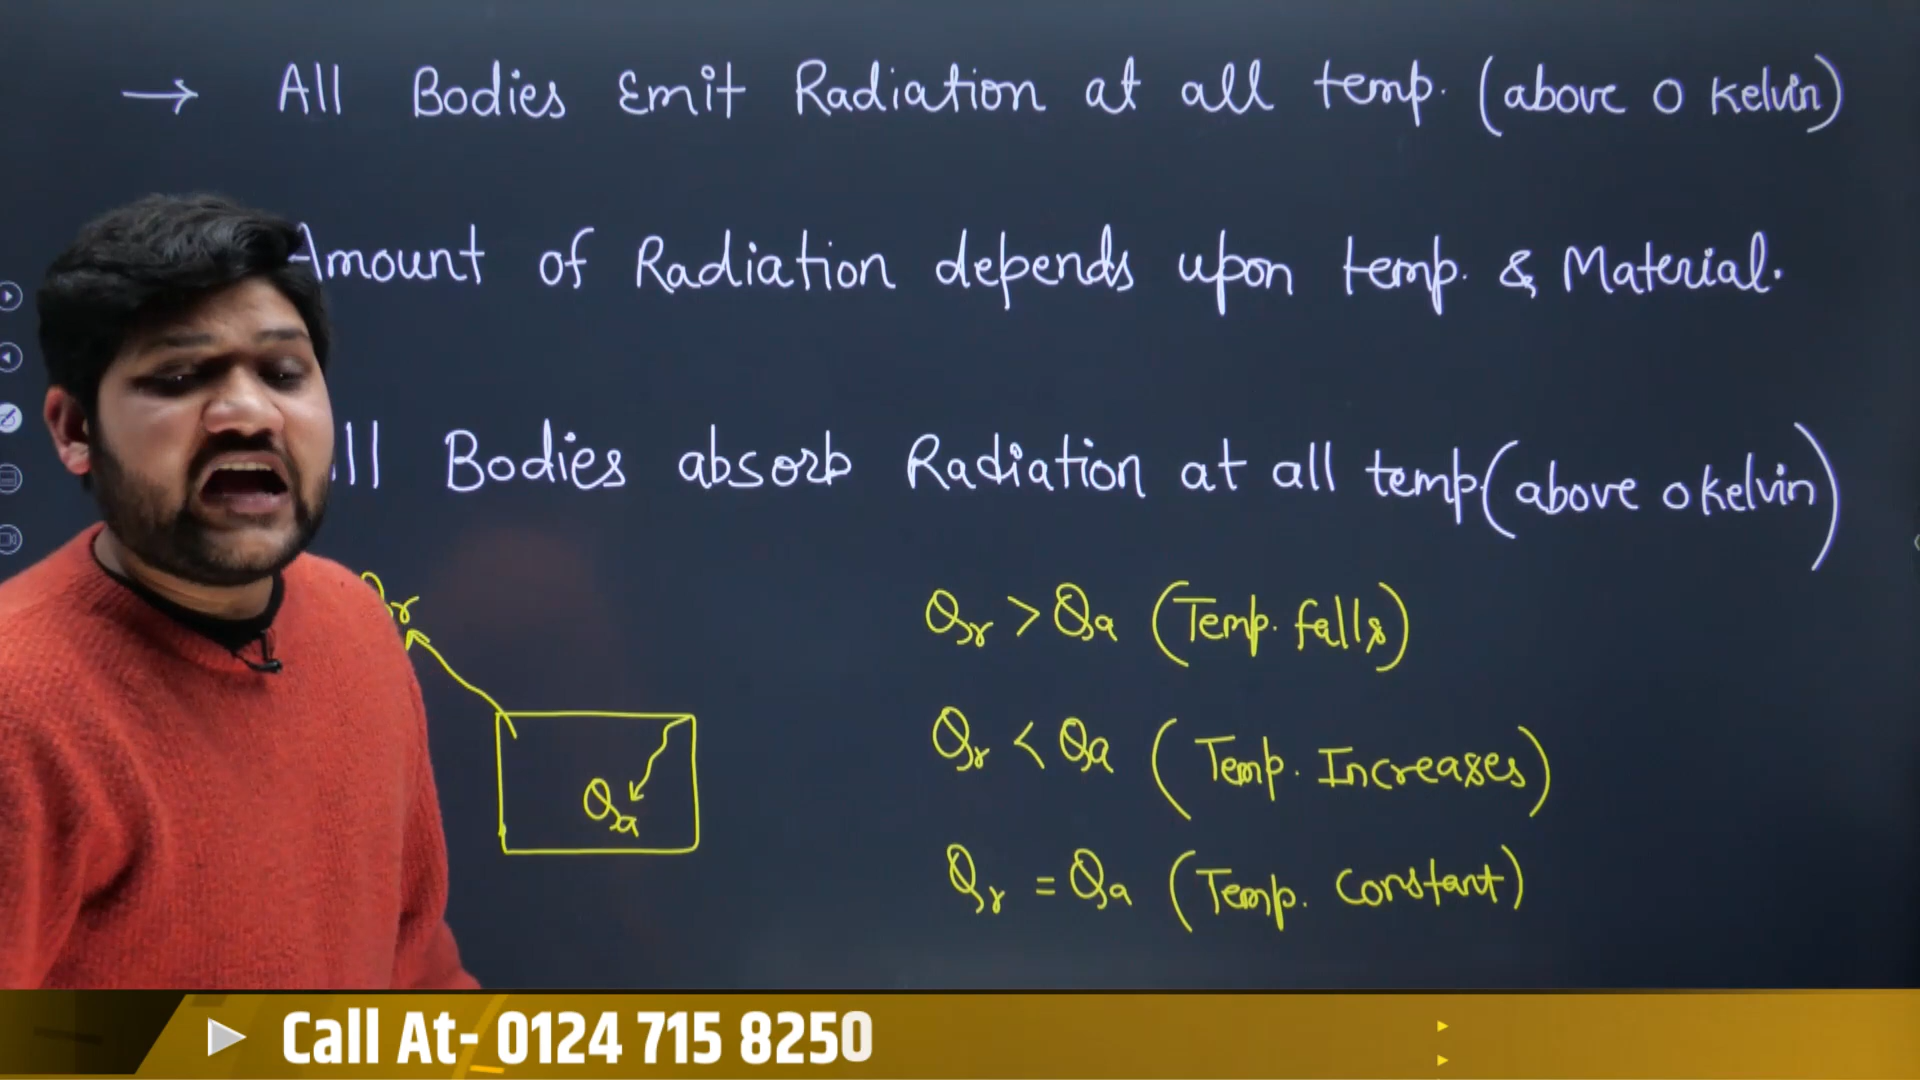 → All Bodies Emit Radiation at all temp. (above 0 Kelvin)
Amount of Radiation depends upon temp. & Material.
Bodies absorb Radiation at all temp (above 0 kelvin)
Qr
Qa
Qr > Qa (Temp. falls)
Qr < Qa (Temp. Increases)
Qr = Qa (Temp. Constant)
Call At- 0124 715 8250